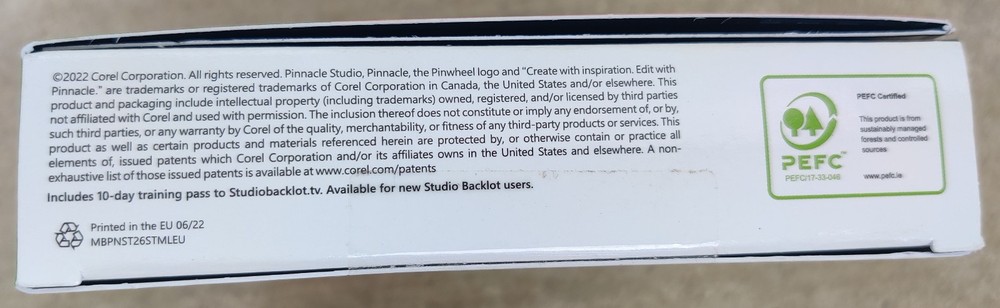 ©2022 Corel Corporation. All rights reserved. Pinnacle Studio, Pinnacle, the Pinwheel logo and "Create with inspiration. Edit with
Pinnacle." are trademarks or registered trademarks of Corel Corporation in Canada, the United States and/or elsewhere. This
product and packaging include intellectual property (including trademarks) owned, registered, and/or licensed by third parties
not affiliated with Corel and used with permission. The inclusion thereof does not constitute or imply any endorsement of, or by,
such third parties, or any warranty by Corel of the quality, merchantability, or fitness of any third-party products or services. This
product as well as certain products and materials referenced herein are protected by, or otherwise contain or practice all
elements of, issued patents which Corel Corporation and/or its affiliates owns in the United States and elsewhere. A non-
exhaustive list of those issued patents is available at www.corel.com/patents
Includes 10-day training pass to Studiobacklot.tv. Available for new Studio Backlot users.
Printed in the EU 06/22
MBPNST26STMLEU
PEFC™
PEFC/17-33-046
PEFC Certified
This product is from
sustainably managed
forests and controlled
sources
www.pefc.ie